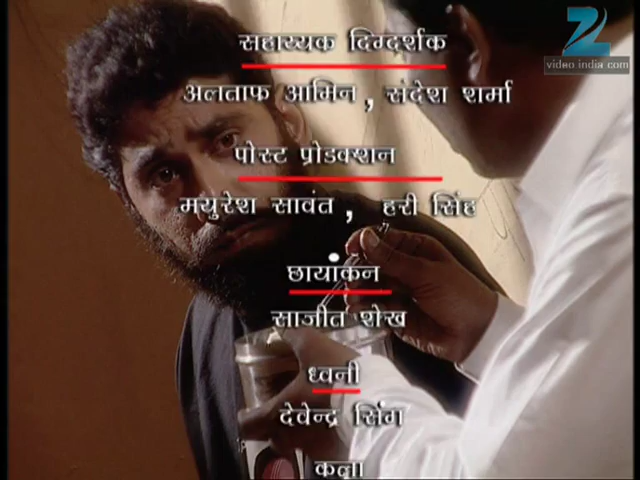 सहाय्यक दिग्दर्शक
अलताफ आमिन , संदेश शर्मा
पोस्ट प्रोडक्शन
मयुरेश सावंत , हरी सिंह
छायांकन
साजीत शेख
ध्वनी
देवेन्द्र सिंग
कला
Z
video india.com